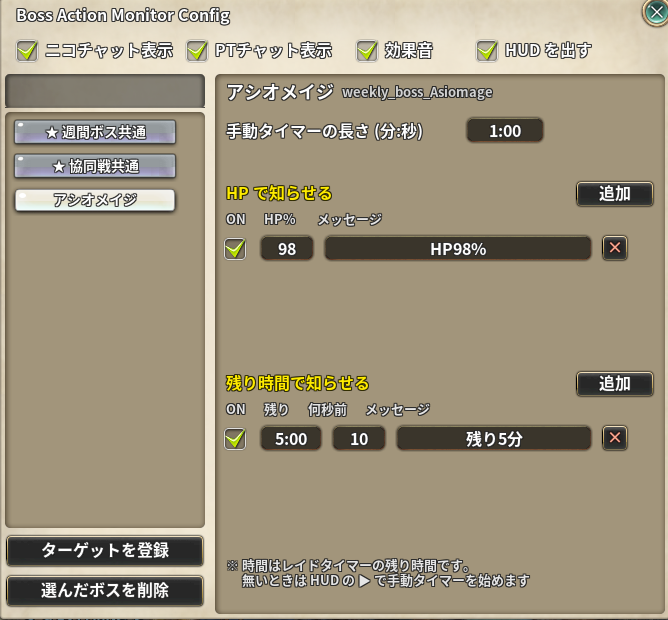 Boss Action Monitor Config
ニコチャット表示 PTチャット表示 効果音 HUD を出す
★ 週間ボス共通
★ 協同戦共通
アシオメイジ
ターゲットを登録
選んだボスを削除
アシオメイジ weekly_boss_Asiomage
手動タイマーの長さ (分:秒) 1:00
HP で知らせる 追加
ON HP% メッセージ
98 HP98%
残り時間で知らせる 追加
ON 残り 何秒前 メッセージ
5:00 10 残り5分
※ 時間はレイドタイマーの残り時間です。
無いときは HUD の ▶ で手動タイマーを始めます